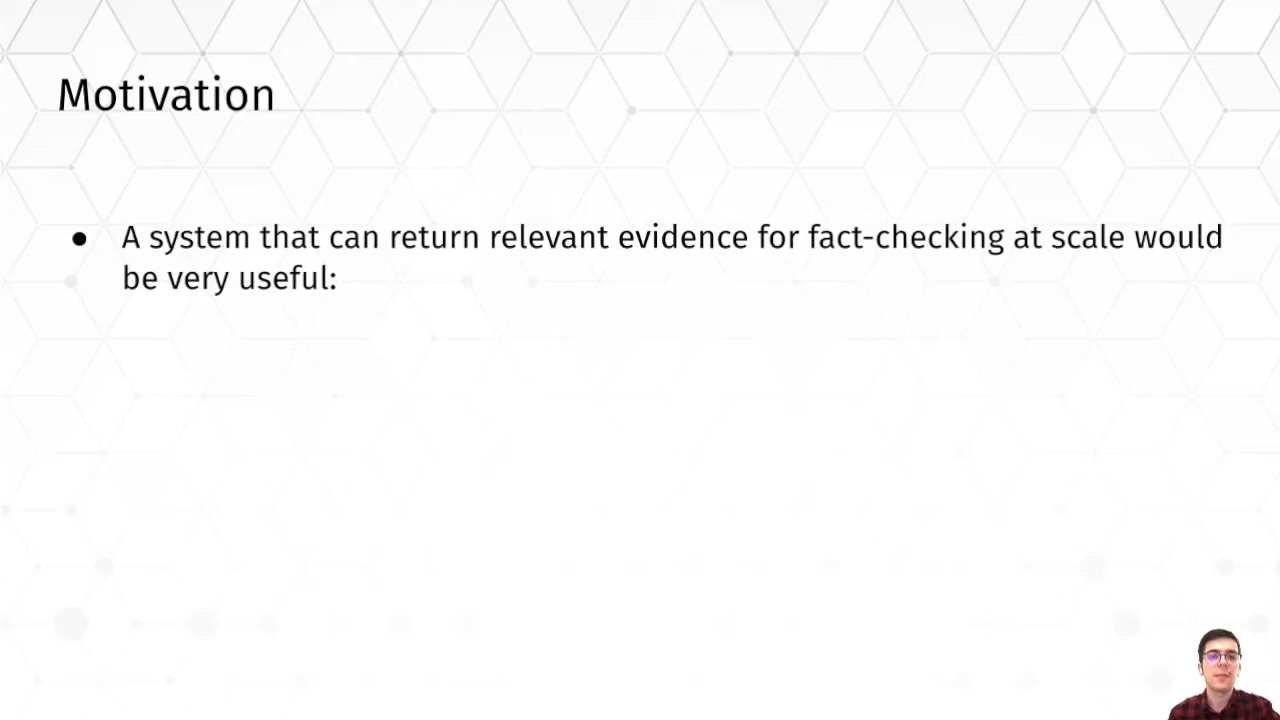 Motivation
● A system that can return relevant evidence for fact-checking at scale would
be very useful: